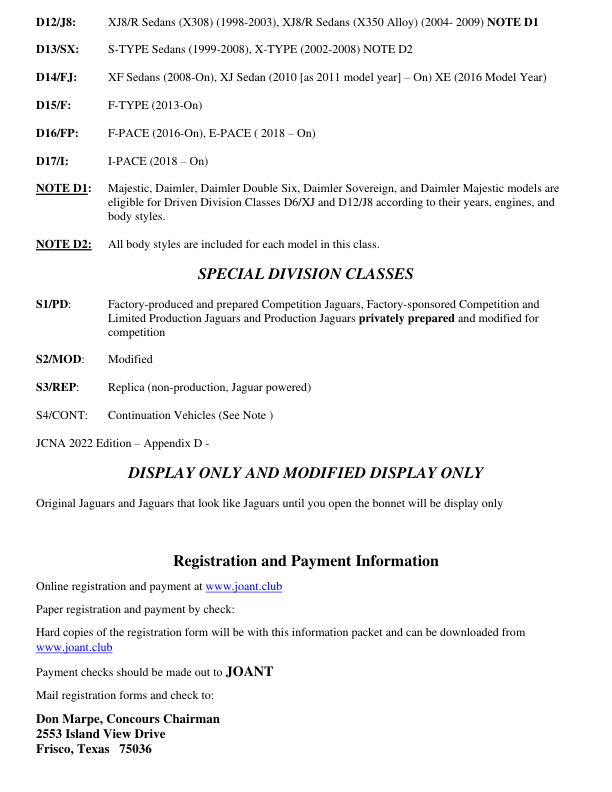 D12/J8: XJ8/R Sedans (X308) (1998-2003), XJ8/R Sedans (X350 Alloy) (2004- 2009) NOTE D1
D13/SX: S-TYPE Sedans (1999-2008), X-TYPE (2002-2008) NOTE D2
D14/FJ: XF Sedans (2008-On), XJ Sedan (2010 [as 2011 model year] – On) XE (2016 Model Year)
D15/F: F-TYPE (2013-On)
D16/FP: F-PACE (2016-On), E-PACE ( 2018 – On)
D17/I: I-PACE (2018 – On)
NOTE D1: Majestic, Daimler, Daimler Double Six, Daimler Sovereign, and Daimler Majestic models are
eligible for Driven Division Classes D6/XJ and D12/J8 according to their years, engines, and
body styles.
NOTE D2: All body styles are included for each model in this class.
SPECIAL DIVISION CLASSES
S1/PD: Factory-produced and prepared Competition Jaguars, Factory-sponsored Competition and
Limited Production Jaguars and Production Jaguars privately prepared and modified for
competition
S2/MOD: Modified
S3/REP: Replica (non-production, Jaguar powered)
S4/CONT: Continuation Vehicles (See Note )
JCNA 2022 Edition – Appendix D -
DISPLAY ONLY AND MODIFIED DISPLAY ONLY
Original Jaguars and Jaguars that look like Jaguars until you open the bonnet will be display only
Registration and Payment Information
Online registration and payment at www.joant.club
Paper registration and payment by check:
Hard copies of the registration form will be with this information packet and can be downloaded from
www.joant.club
Payment checks should be made out to JOANT
Mail registration forms and check to:
Don Marpe, Concours Chairman
2553 Island View Drive
Frisco, Texas 75036